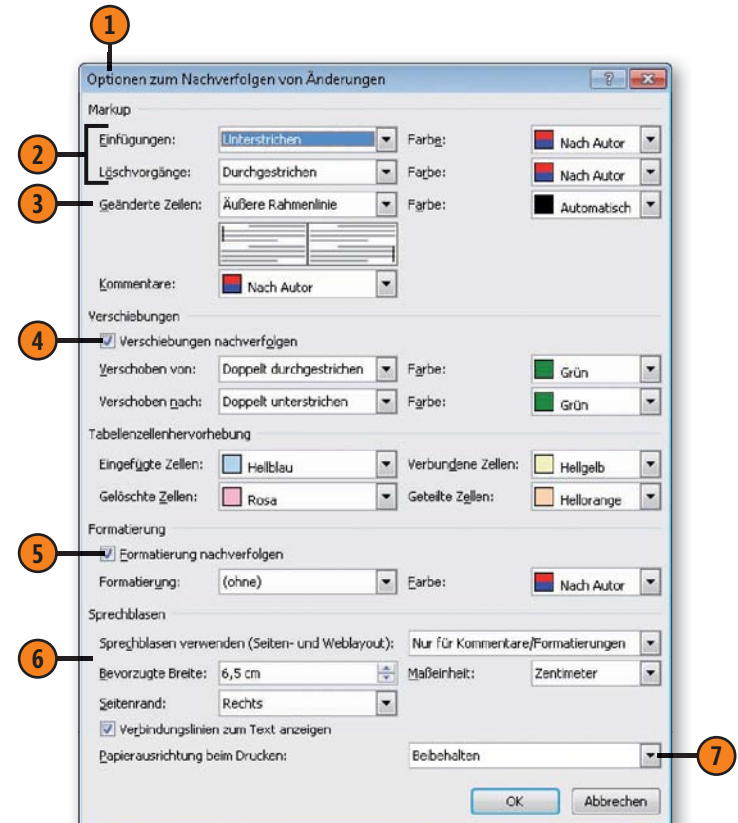 1
Optionen zum Nachverfolgen von Änderungen
Markup
2
Einfügungen: Unterstrichen Farbe: Nach Autor
Löschvorgänge: Durchgestrichen Farbe: Nach Autor
3
Geänderte Zeilen: Äußere Rahmenlinie Farbe: Automatisch
Kommentare: Nach Autor
Verschiebungen
4
Verschiebungen nachverfolgen
Verschoben von: Doppelt durchgestrichen Farbe: Grün
Verschoben nach: Doppelt unterstrichen Farbe: Grün
Tabellenzellenhervorhebung
Eingefügte Zellen: Hellblau Verbundene Zellen: Hellgelb
Gelöschte Zellen: Rosa Geteilte Zellen: Hellorange
Formatierung
5
Formatierung nachverfolgen
Formatierung: (ohne) Farbe: Nach Autor
Sprechblasen
Sprechblasen verwenden (Seiten- und Weblayout): Nur für Kommentare/Formatierungen
6
Bevorzugte Breite: 6,5 cm Maßeinheit: Zentimeter
Seitenrand: Rechts
Verbindungslinien zum Text anzeigen
Papierausrichtung beim Drucken: Beibehalten
7
OK Abbrechen